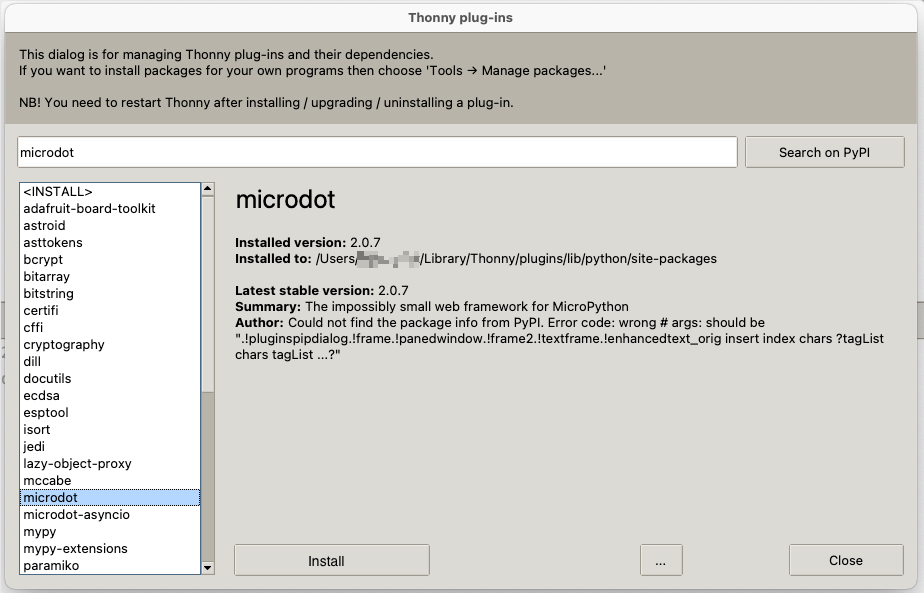 Thonny plug-ins
This dialog is for managing Thonny plug-ins and their dependencies.
If you want to install packages for your own programs then choose 'Tools → Manage packages...'
NB! You need to restart Thonny after installing / upgrading / uninstalling a plug-in.
microdot
Search on PyPI
<INSTALL>
adafruit-board-toolkit
astroid
asttokens
bcrypt
bitarray
bitstring
certifi
cffi
cryptography
dill
docutils
ecdsa
esptool
isort
jedi
lazy-object-proxy
mccabe
microdot
microdot-asyncio
mypy
mypy-extensions
paramiko
microdot
Installed version: 2.0.7
Installed to: /Users/ /Library/Thonny/plugins/lib/python/site-packages
Latest stable version: 2.0.7
Summary: The impossibly small web framework for MicroPython
Author: Could not find the package info from PyPI. Error code: wrong # args: should be
".!pluginspipdialog.!frame.!panedwindow.!frame2.!textframe.!enhancedtext_orig insert index chars ?tagList
chars tagList ...?"
Install
...
Close